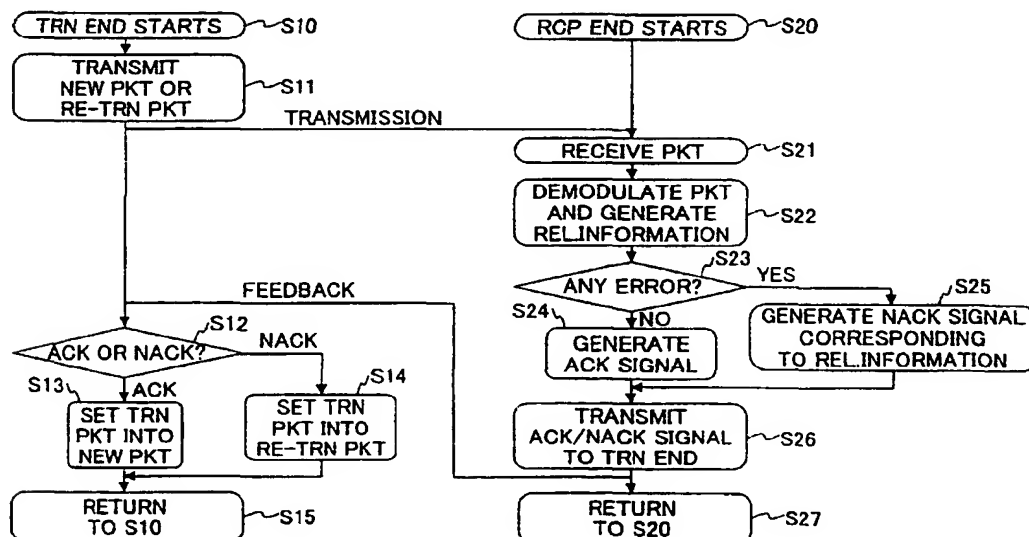 TRN END STARTS
S10
TRANSMIT
NEW PKT OR
RE-TRN PKT
S11
TRANSMISSION
RCP END STARTS
S20
RECEIVE PKT
S21
DEMODULATE PKT
AND GENERATE
REL.INFORMATION
S22
S23
ANY ERROR?
YES
NO
S24
GENERATE
ACK SIGNAL
S25
GENERATE NACK SIGNAL
CORRESPONDING
TO REL.INFORMATION
FEEDBACK
S12
ACK OR NACK?
NACK
ACK
S13
SET TRN
PKT INTO
NEW PKT
S14
SET TRN
PKT INTO
RE-TRN PKT
TRANSMIT
ACK/NACK SIGNAL
TO TRN END
S26
RETURN
TO S10
S15
RETURN
TO S20
S27